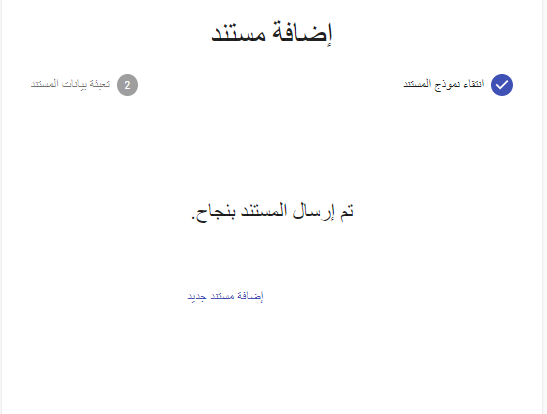 إضافة مستند
انتقاء نموذج المستند
2 تعبئة بيانات المستند
تم إرسال المستند بنجاح.
إضافة مستند جديد